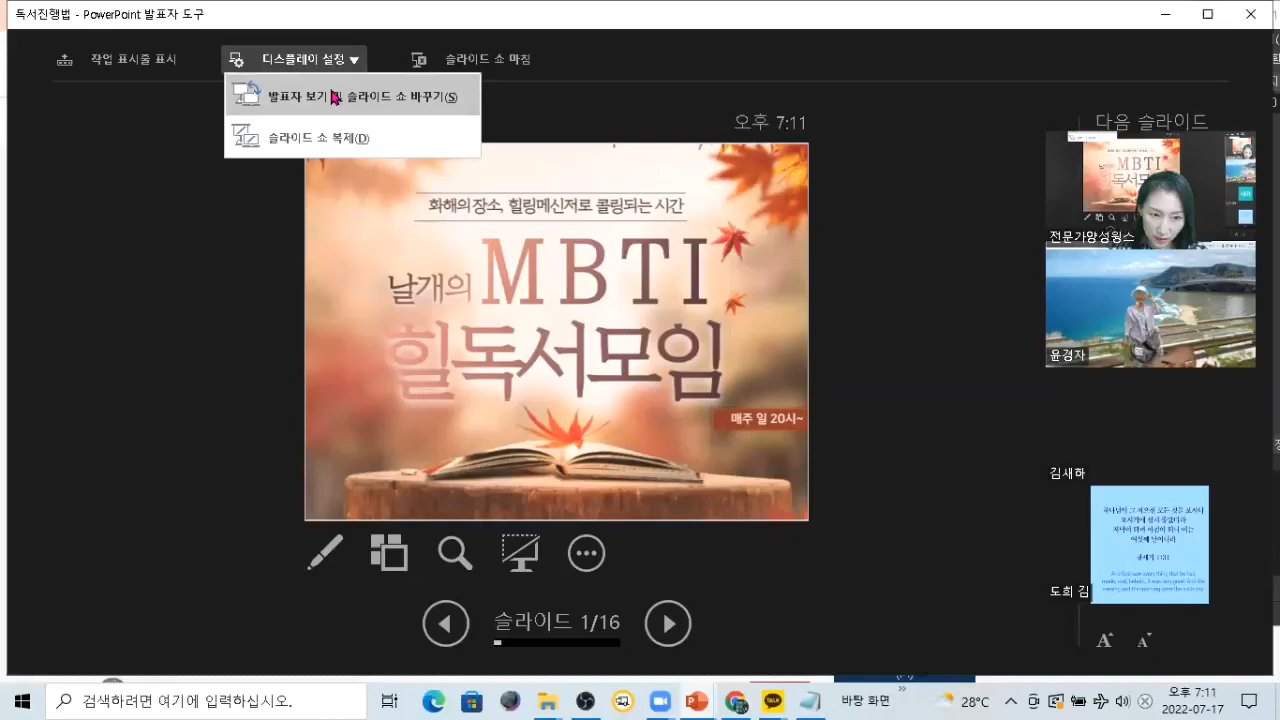 독서진행법 - PowerPoint 발표자 도구
작업 표시줄 표시
디스플레이 설정 ▼
슬라이드 쇼 마침
발표자 보기 및 슬라이드 쇼 바꾸기(S)
슬라이드 쇼 복제(D)
오후 7:11
다음 슬라이드
화해의 장소, 힐링메신저로 콜링되는 시간
날개의 MBTI
힐독서모임
매주 일 20시~
전문가양성윙스
윤경자
김세하
도희 김
창세기 1:31
슬라이드 1/16
검색하려면 여기에 입력하십시오.
바탕 화면
28°C
오후 7:11
2022-07-17